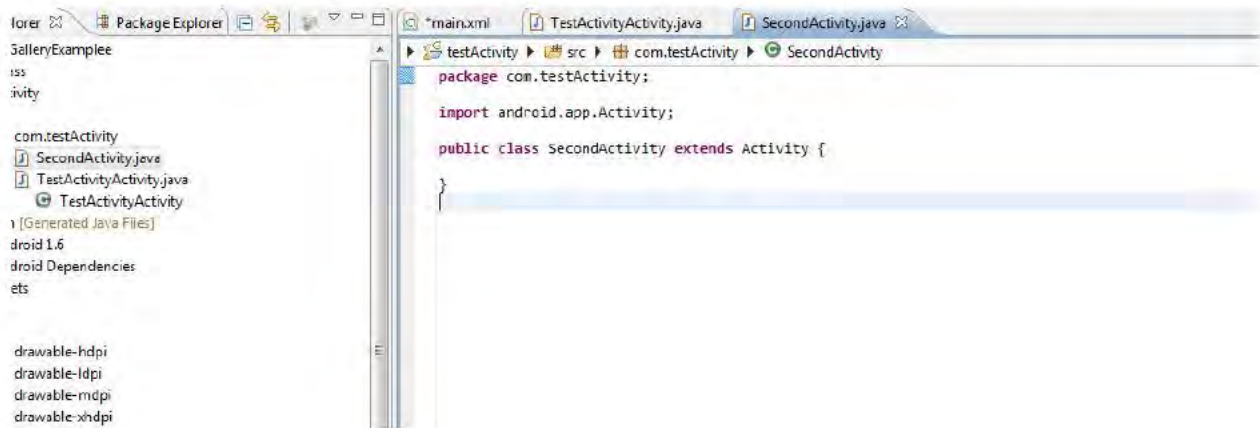 lorer Package Explorer
GalleryExamplee
ass
tivity
com.testActivity
SecondActivity.java
TestActivityActivity.java
TestActivityActivity
[Generated Java Files]
droid 1.6
droid Dependencies
ets
drawable-hdpi
drawable-ldpi
drawable-mdpi
drawable-xhdpi
*main.xml TestActivityActivity.java SecondActivity.java
testActivity src com.testActivity SecondActivity
package com.testActivity;
import android.app.Activity;
public class SecondActivity extends Activity {
}